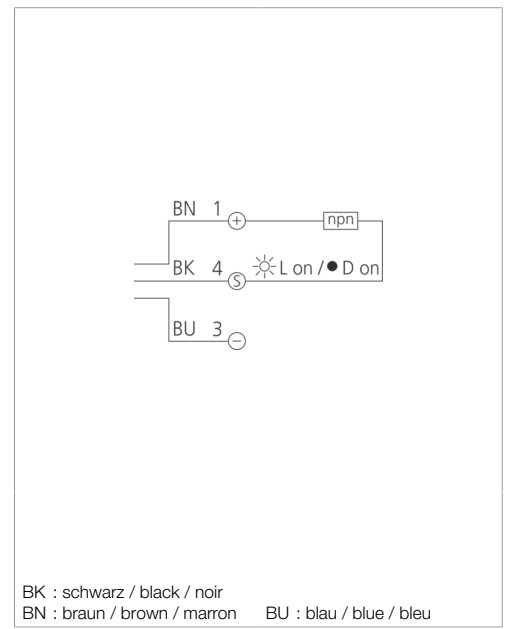 BN 1 + npn
BK 4 S L on / ● D on
BU 3 −
BK : schwarz / black / noir
BN : braun / brown / marron BU : blau / blue / bleu